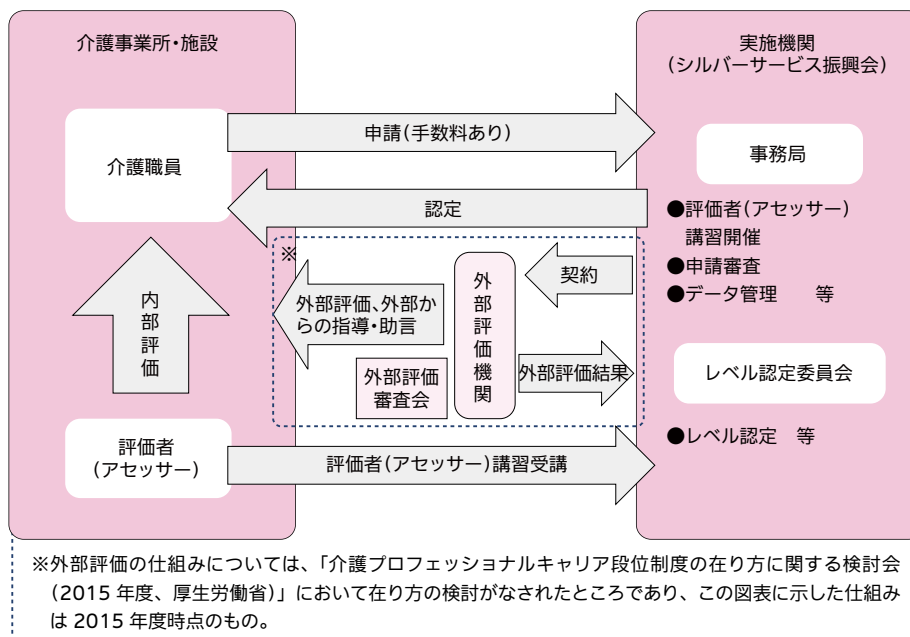 介護事業所・施設
実施機関
(シルバーサービス振興会)
申請(手数料あり)
介護職員
事務局
認定
●評価者(アセッサー)
講習開催
●申請審査
●データ管理　等
※
契約
外部評価機関
外部評価、外部か
らの指導・助言
内部評価
外部評価結果
外部評価
審査会
レベル認定委員会
●レベル認定　等
評価者
(アセッサー)
評価者(アセッサー)講習受講
※外部評価の仕組みについては、「介護プロフェッショナルキャリア段位制度の在り方に関する検討会
(2015 年度、厚生労働省)」において在り方の検討がなされたところであり、この図表に示した仕組み
は 2015 年度時点のもの。